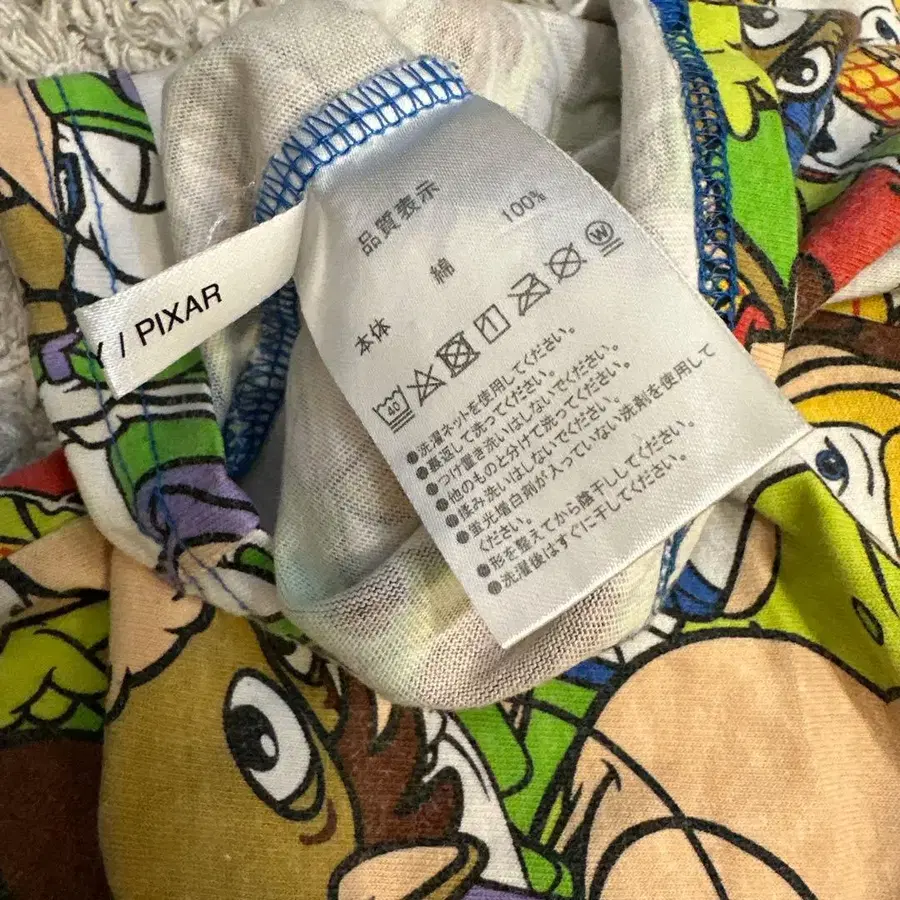 Y / PIXAR
品質表示
本体 綿 100%
40 W
●洗濯ネットを使用してください。
●裏返して洗ってください。
●つけ置き洗いはしないでください。
●他のものと分けて洗ってください。
●揉み洗いはしないでください。
●蛍光増白剤が入っていない洗剤を使用して
ください。
●形を整えてから陰干ししてください。
●洗濯後はすぐに干してください。